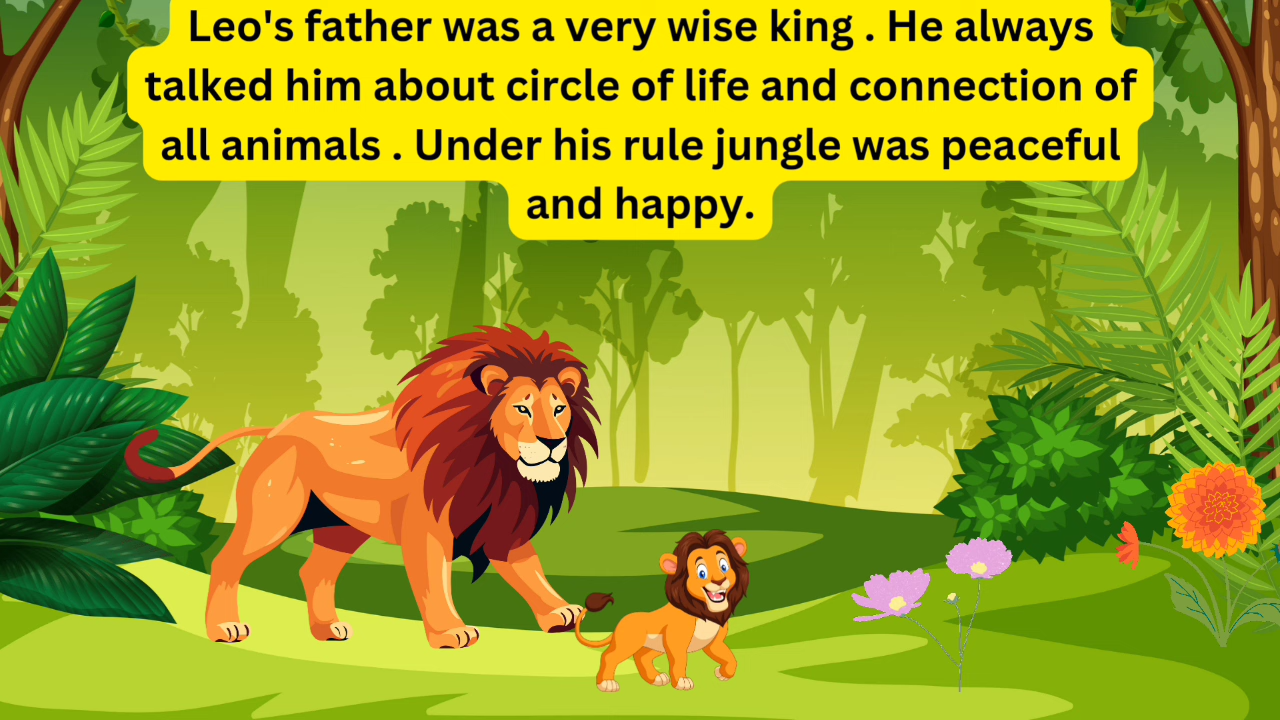 Leo's father was a very wise king . He always
talked him about circle of life and connection of
all animals . Under his rule jungle was peaceful
and happy.